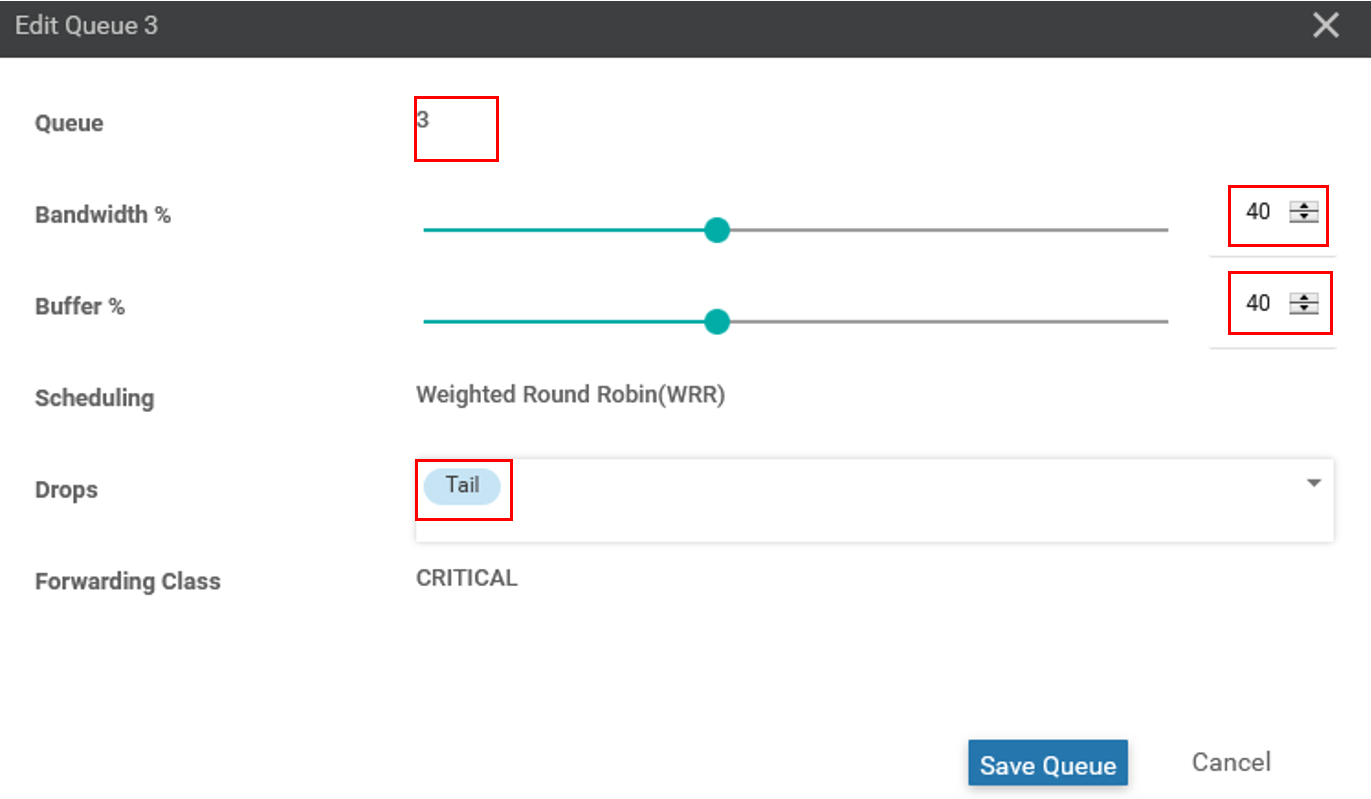 Edit Queue 3
Queue 3
Bandwidth % 40
Buffer % 40
Scheduling Weighted Round Robin(WRR)
Drops Tail
Forwarding Class CRITICAL
Save Queue Cancel